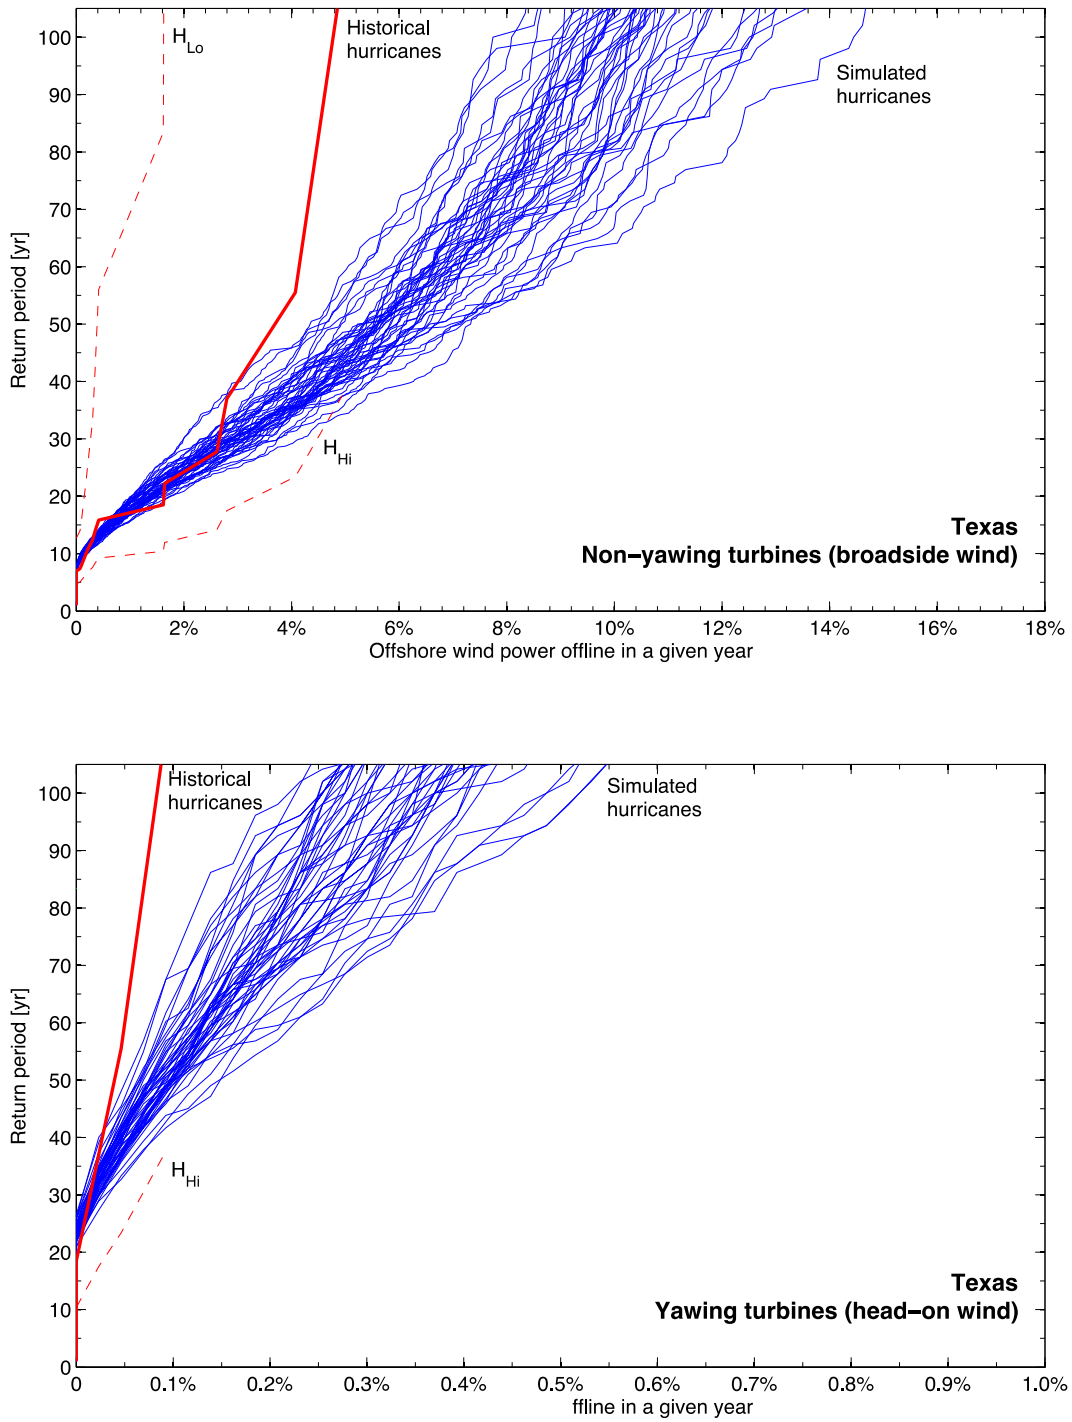 100
90
80
70
60
50
40
30
20
10
0
Return period [yr]
H_Lo
Historical
hurricanes
Simulated
hurricanes
H_Hi
Texas
Non−yawing turbines (broadside wind)
0 2% 4% 6% 8% 10% 12% 14% 16% 18%
Offshore wind power offline in a given year
100
90
80
70
60
50
40
30
20
10
0
Return period [yr]
Historical
hurricanes
Simulated
hurricanes
H_Hi
Texas
Yawing turbines (head−on wind)
0 0.1% 0.2% 0.3% 0.4% 0.5% 0.6% 0.7% 0.8% 0.9% 1.0%
ffline in a given year